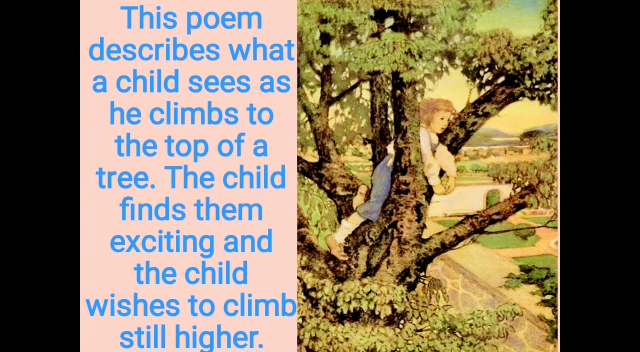 This poem
describes what
a child sees as
he climbs to
the top of a
tree. The child
finds them
exciting and
the child
wishes to climb
still higher.